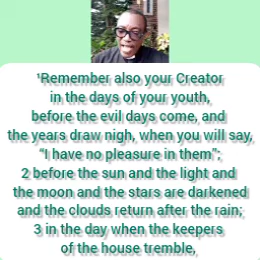 ¹Remember also your Creator
in the days of your youth,
before the evil days come, and
the years draw nigh, when you will say,
"I have no pleasure in them";
2 before the sun and the light and
the moon and the stars are darkened
and the clouds return after the rain;
3 in the day when the keepers
of the house tremble,